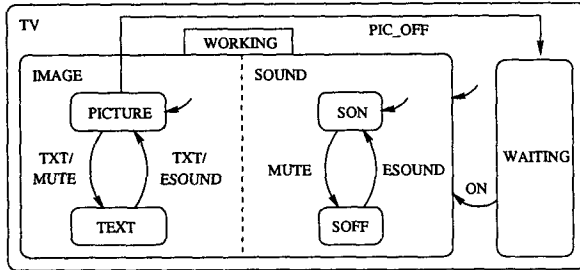 TV
WORKING
PIC_OFF
IMAGE
SOUND
PICTURE
SON
WAITING
TXT/
MUTE
TXT/
ESOUND
MUTE
ESOUND
ON
TEXT
SOFF